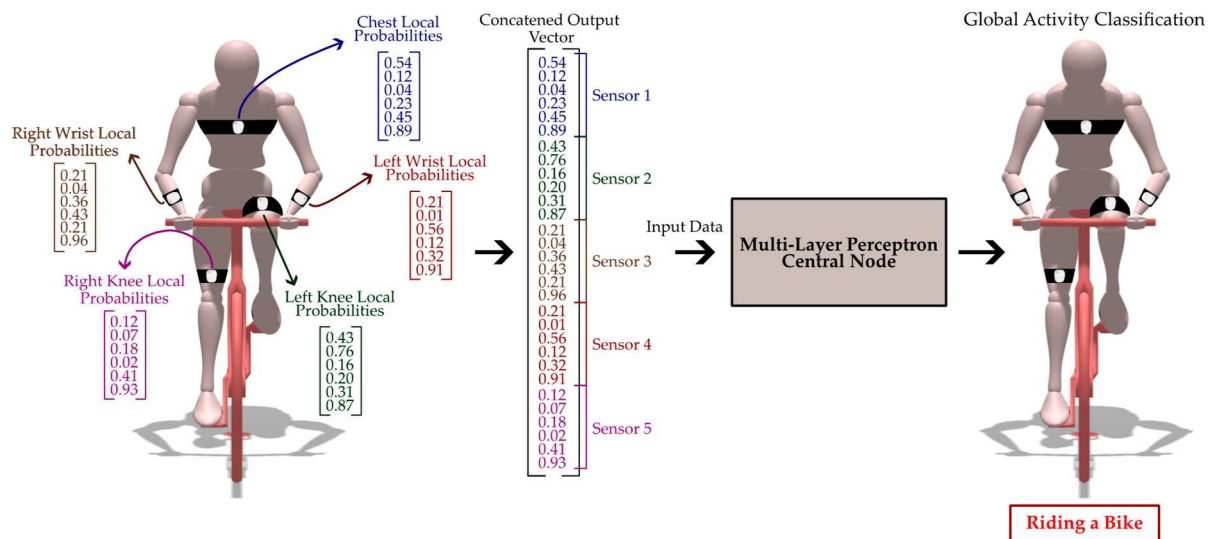 Chest Local
Probabilities
0.54
0.12
0.04
0.23
0.45
0.89
Right Wrist Local
Probabilities
0.21
0.04
0.36
0.43
0.21
0.96
Left Wrist Local
Probabilities
0.21
0.01
0.56
0.12
0.32
0.91
Right Knee Local
Probabilities
0.12
0.07
0.18
0.02
0.41
0.93
Left Knee Local
Probabilities
0.43
0.76
0.16
0.20
0.31
0.87
Concatened Output
Vector
0.54
0.12
0.04
0.23
0.45
0.89
Sensor 1
0.43
0.76
0.16
0.20
0.31
0.87
Sensor 2
0.21
0.04
0.36
0.43
0.21
0.96
Sensor 3
0.21
0.01
0.56
0.12
0.32
0.91
Sensor 4
0.12
0.07
0.18
0.02
0.41
0.93
Sensor 5
Input Data
Multi-Layer Perceptron
Central Node
Global Activity Classification
Riding a Bike